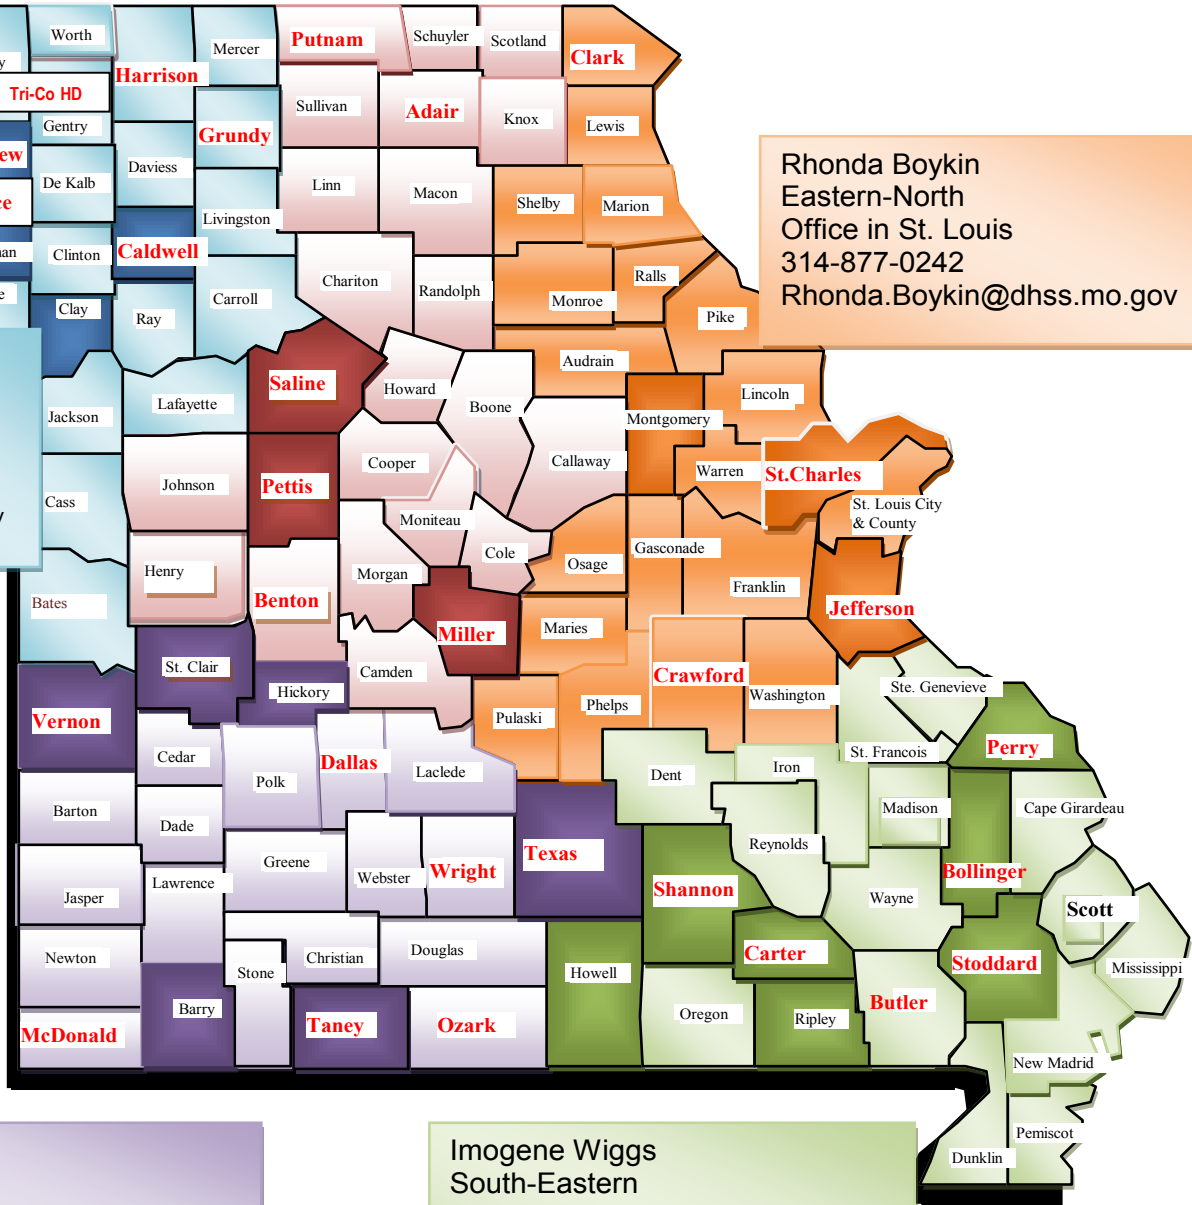 Worth
Mercer
Putnam
Schuyler
Scotland
Clark
y
Harrison
Tri-Co HD
Sullivan
Adair
Knox
Lewis
Gentry
Grundy
ew
Daviess
De Kalb
Linn
Macon
Shelby
Marion
ce
Livingston
Clinton
Caldwell
an
Chariton
Randolph
Ralls
e
Clay
Ray
Carroll
Monroe
Pike
Rhonda Boykin
Eastern-North
Office in St. Louis
314-877-0242
Rhonda.Boykin@dhss.mo.gov
Audrain
Saline
Howard
Lincoln
Jackson
Lafayette
Boone
Montgomery
Cooper
Callaway
Warren
St.Charles
Johnson
Pettis
Cass
St. Louis City
& County
Moniteau
y
Cole
Gasconade
Osage
Henry
Morgan
Franklin
Bates
Benton
Jefferson
Miller
Maries
St. Clair
Camden
Crawford
Hickory
Washington
Ste. Genevieve
Vernon
Pulaski
Phelps
Cedar
St. Francois
Perry
Dallas
Polk
Laclede
Dent
Iron
Barton
Dade
Madison
Cape Girardeau
Reynolds
Texas
Greene
Webster
Wright
Lawrence
Shannon
Bollinger
Jasper
Wayne
Scott
Newton
Stone
Christian
Douglas
Howell
Carter
Stoddard
Mississippi
Barry
Butler
McDonald
Taney
Ozark
Oregon
Ripley
New Madrid
Pemiscot
Dunklin
Imogene Wiggs
South-Eastern